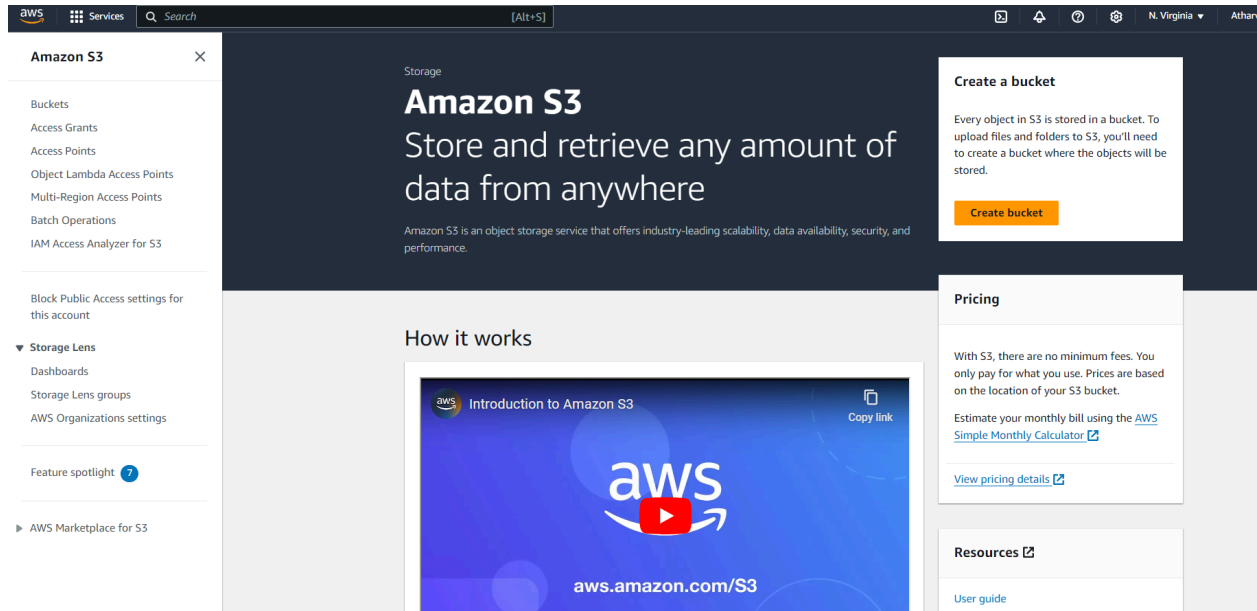 aws
Services
Search
[Alt+S]
N. Virginia
Amazon S3
Buckets
Access Grants
Access Points
Object Lambda Access Points
Multi-Region Access Points
Batch Operations
IAM Access Analyzer for S3
Block Public Access settings for
this account
Storage Lens
Dashboards
Storage Lens groups
AWS Organizations settings
Feature spotlight 7
AWS Marketplace for S3
Storage
Amazon S3
Store and retrieve any amount of
data from anywhere
Amazon S3 is an object storage service that offers industry-leading scalability, data availability, security, and
performance.
How it works
aws
Introduction to Amazon S3
Copy link
aws
aws.amazon.com/S3
Create a bucket
Every object in S3 is stored in a bucket. To
upload files and folders to S3, you'll need
to create a bucket where the objects will be
stored.
Create bucket
Pricing
With S3, there are no minimum fees. You
only pay for what you use. Prices are based
on the location of your S3 bucket.
Estimate your monthly bill using the AWS
Simple Monthly Calculator
View pricing details
Resources
User guide